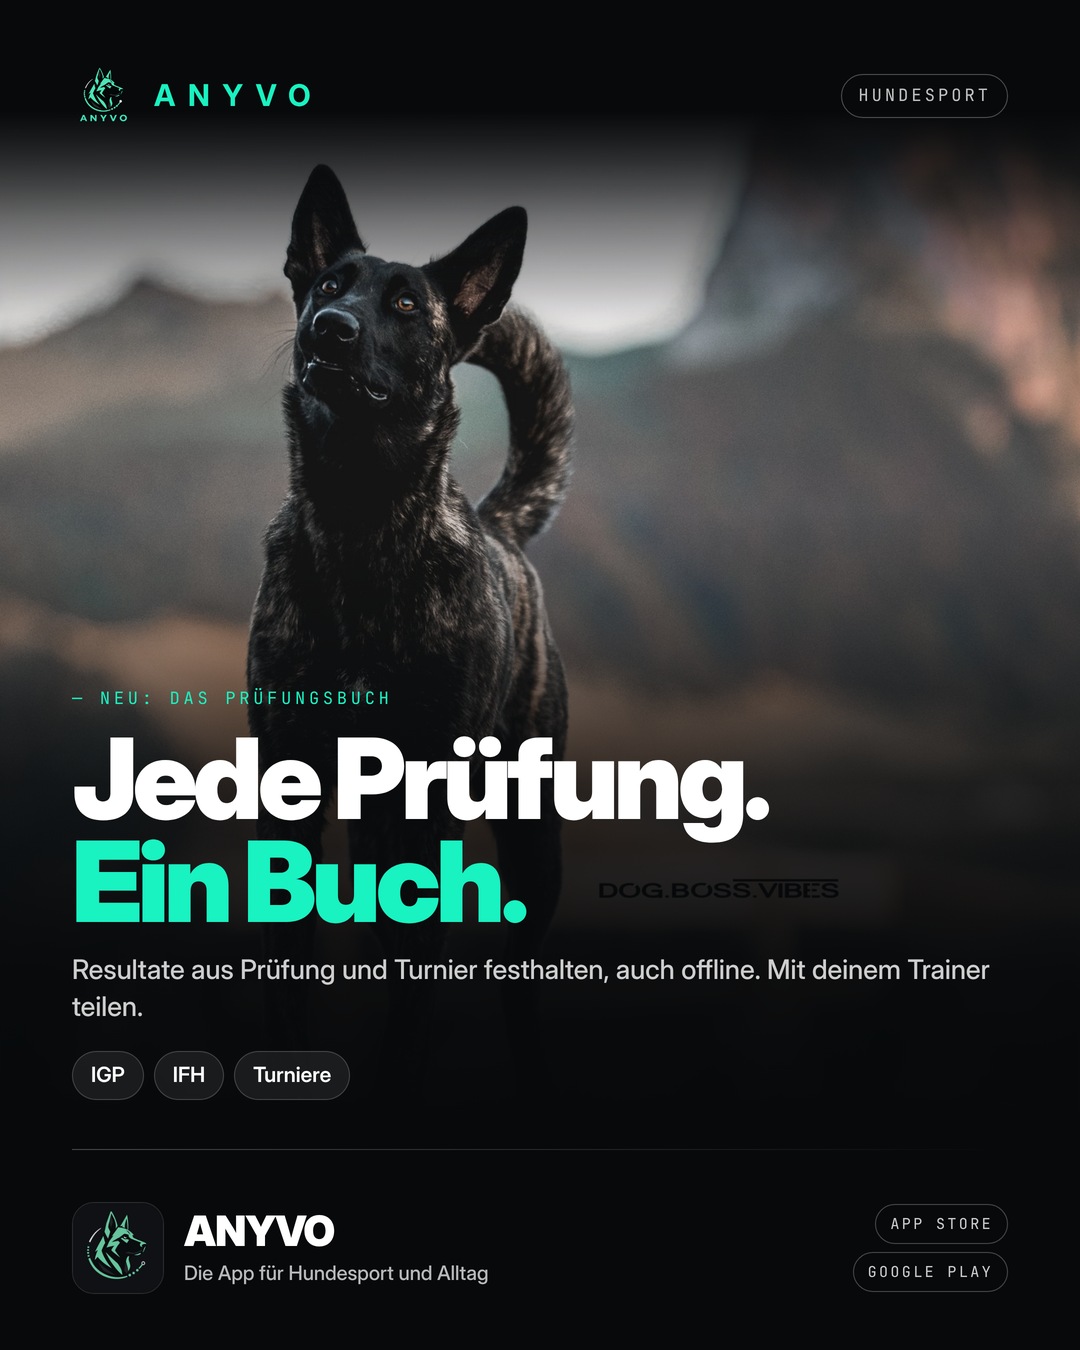 ANYVO
ANYVO
HUNDESPORT
— NEU: DAS PRÜFUNGSBUCH
Jede Prüfung.
Ein Buch.
DOG.BOSS.VIBES
Resultate aus Prüfung und Turnier festhalten, auch offline. Mit deinem Trainer
teilen.
IGP
IFH
Turniere
ANYVO
Die App für Hundesport und Alltag
APP STORE
GOOGLE PLAY